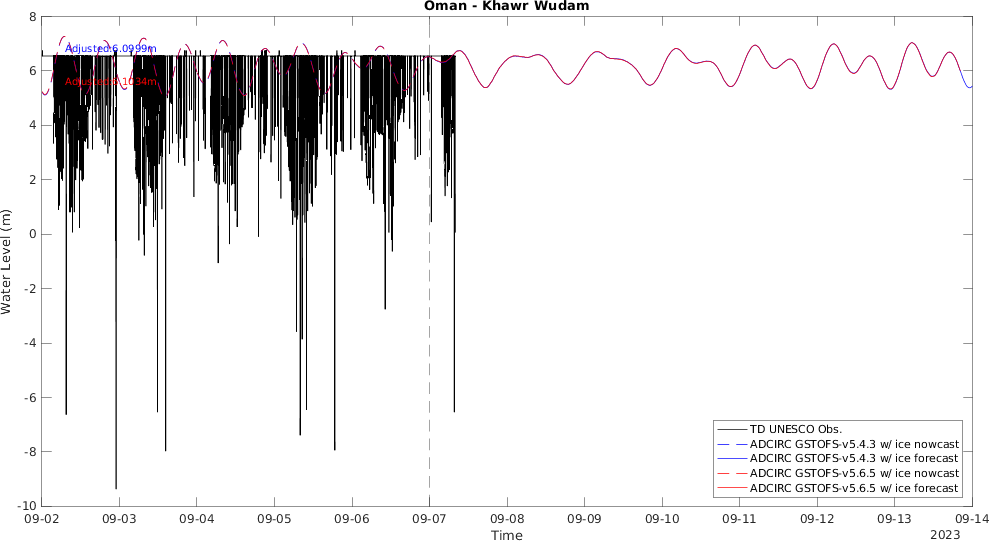 Oman - Khawr Wudam
8
6
4
2
0
-2
-4
-6
-8
-10
Water Level (m)
Adjusted:6.0999m
09-02
09-03
09-04
09-05
09-06
09-07
09-08
09-09
09-10
09-11
09-12
09-13
09-14
Time
2023
TD UNESCO Obs.
ADCIRC GSTOFS-v5.4.3 w/ ice nowcast
ADCIRC GSTOFS-v5.4.3 w/ ice forecast
ADCIRC GSTOFS-v5.6.5 w/ ice nowcast
ADCIRC GSTOFS-v5.6.5 w/ ice forecast